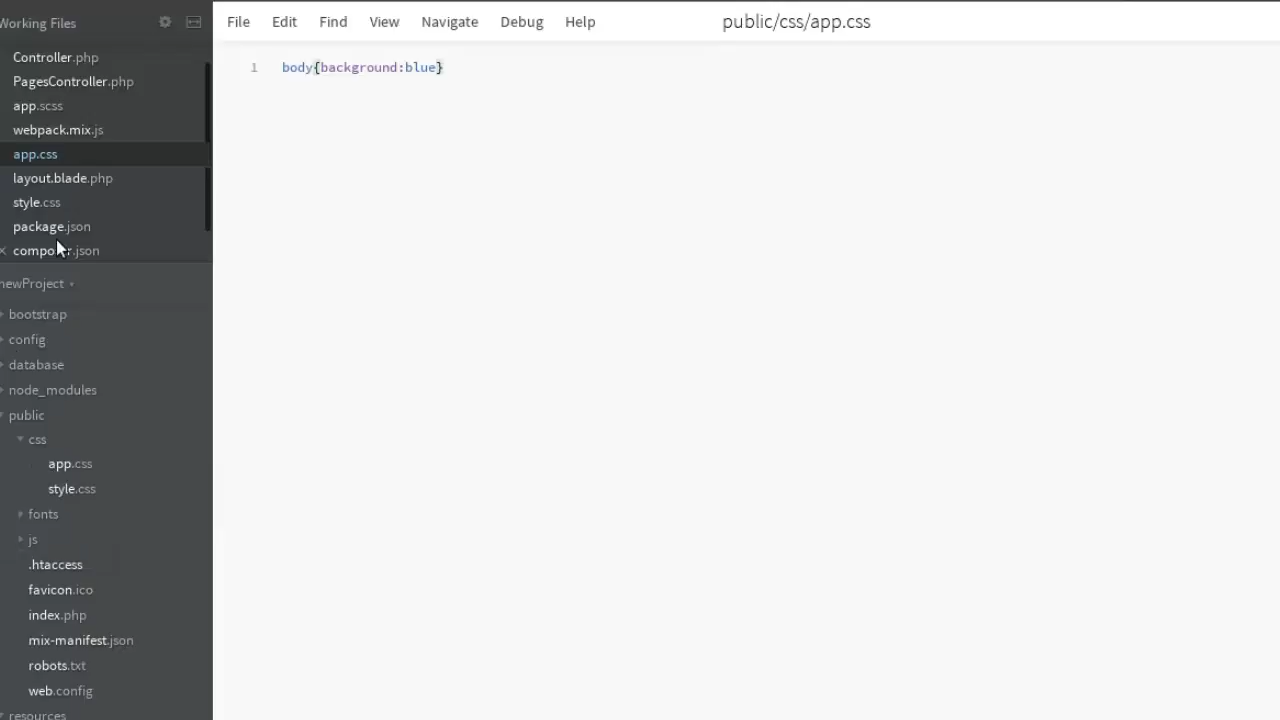 Working Files
File Edit Find View Navigate Debug Help
public/css/app.css
Controller.php
PagesController.php
app.scss
webpack.mix.js
app.css
layout.blade.php
style.css
package.json
1 body{background:blue}
newProject
bootstrap
config
database
node_modules
public
css
app.css
style.css
fonts
js
.htaccess
favicon.ico
index.php
mix-manifest.json
robots.txt
web.config
resources